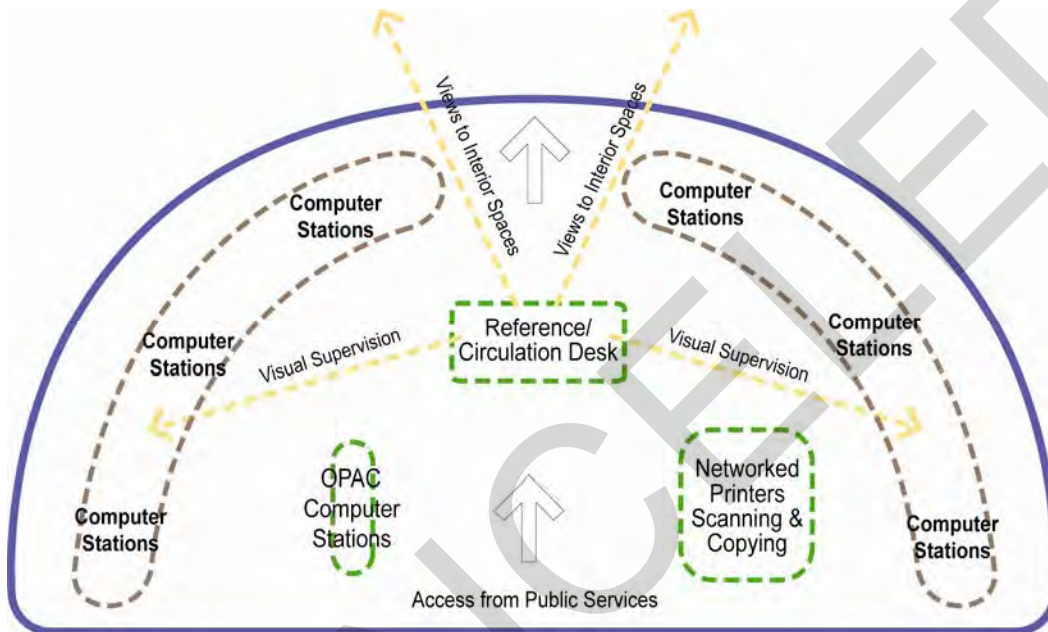 Views to Interior Spaces
Views to Interior Spaces
Computer
Stations
Computer
Stations
Computer
Stations
Computer
Stations
Reference/
Circulation Desk
Visual Supervision
Visual Supervision
OPAC
Computer
Stations
Networked
Printers
Scanning &
Copying
Computer
Stations
Computer
Stations
Access from Public Services